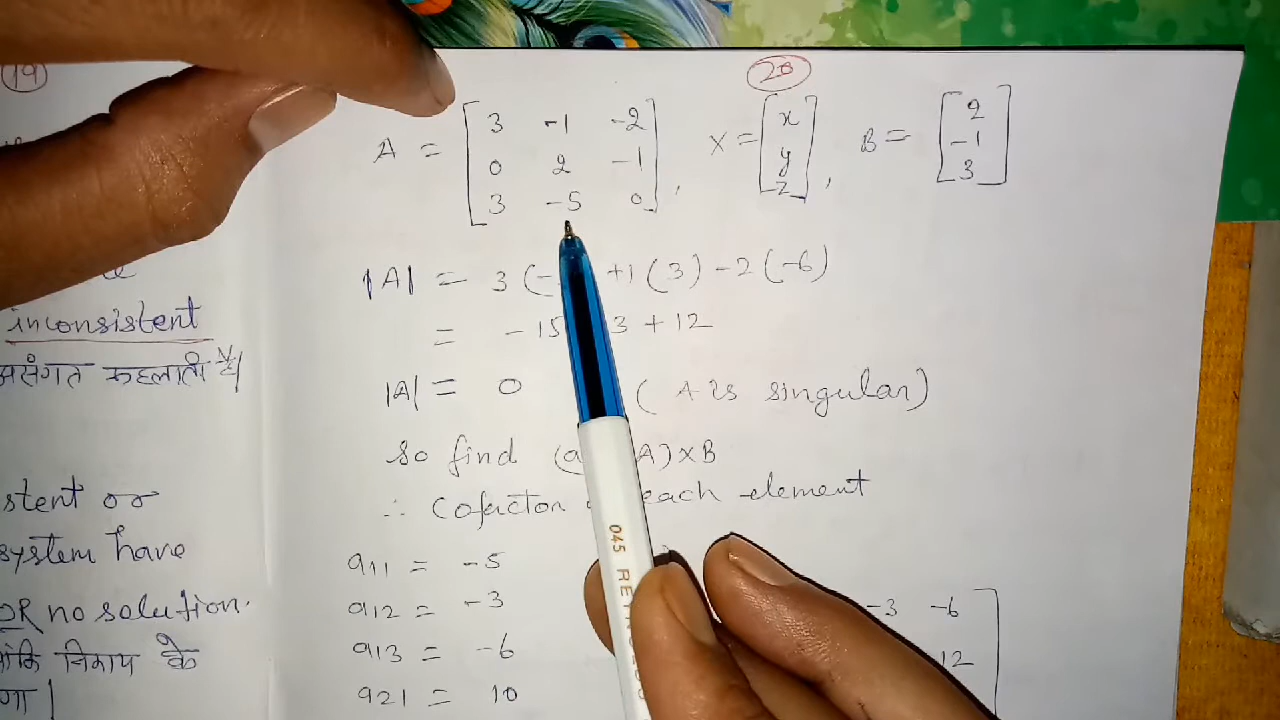 19
20
A = [3 -1 -2; 0 2 -1; 3 -5 0], X = [x; y; z], B = [2; -1; 3]
|A| = 3(- +1(3) -2(-6)
= -15 3 + 12
|A| = 0 (A is singular)
So find A)×B
∴ Cofactor each element
a11 = -5
a12 = -3
a13 = -6
a21 = 10
-3 -6
12
inconsistent
असंगत कहलाती है|
stent or
system have
OR no solution.
के
045